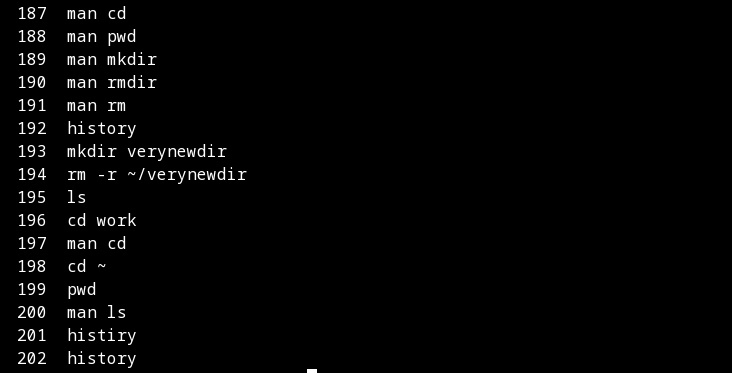 187  man cd
188  man pwd
189  man mkdir
190  man rmdir
191  man rm
192  history
193  mkdir verynewdir
194  rm -r ~/verynewdir
195  ls
196  cd work
197  man cd
198  cd ~
199  pwd
200  man ls
201  histiry
202  history